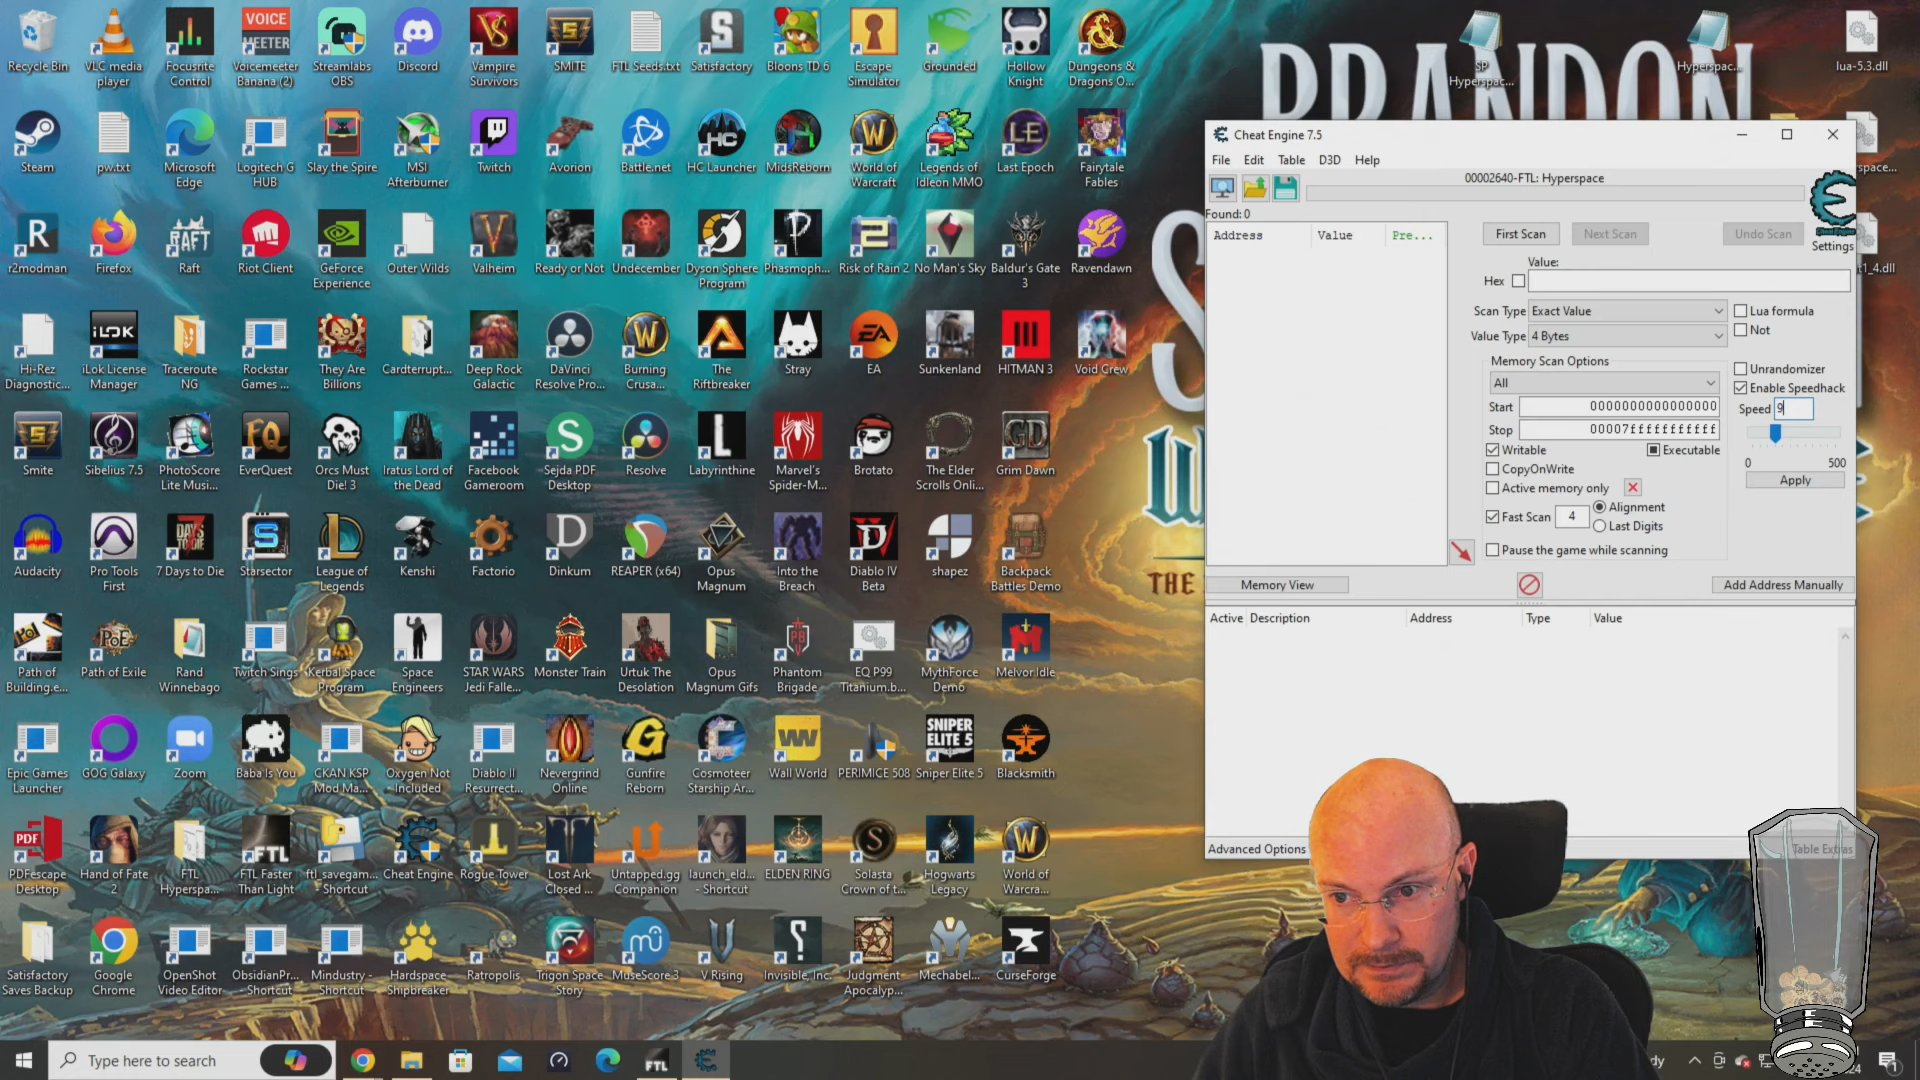 Recycle Bin
VLC media player
Focusrite Control
VOICE MEETER
Voicemeeter Banana (2)
Streamlabs OBS
Discord
Vampire Survivors
SMITE
FTL Seeds.txt
Satisfactory
Bloons TD 6
Escape Simulator
Grounded
Hollow Knight
Dungeons & Dragons O...
SP Hyperspac...
Hyperspac...
lua-5.3.dll
BRANDON
Steam
pw.txt
Microsoft Edge
Logitech G HUB
Slay the Spire
MSI Afterburner
Twitch
Avorion
Battle.net
HC Launcher
MidsReborn
World of Warcraft
Legends of Idleon MMO
Last Epoch
Fairytale Fables
r2modman
Firefox
Raft
Riot Client
GeForce Experience
Outer Wilds
Valheim
Ready or Not
Undecember
Dyson Sphere Program
Phasmoph...
Risk of Rain 2
No Man's Sky
Baldur's Gate 3
Ravendawn
Hi-Rez Diagnostic...
iLok License Manager
Traceroute NG
Rockstar Games ...
They Are Billions
Cardterrupt...
Deep Rock Galactic
DaVinci Resolve Pro...
Burning Crusa...
The Riftbreaker
Stray
EA
Sunkenland
HITMAN 3
Void Crew
Smite
Sibelius 7.5
PhotoScore Lite Musi...
EverQuest
Orcs Must Die! 3
Iratus Lord of the Dead
Facebook Gameroom
Sejda PDF Desktop
Resolve
Labyrinthine
Marvel's Spider-M...
Brotato
The Elder Scrolls Onli...
Grim Dawn
Audacity
Pro Tools First
7 Days to Die
Starsector
League of Legends
Kenshi
Factorio
Dinkum
REAPER (x64)
Opus Magnum
Into the Breach
Diablo IV Beta
shapez
Backpack Battles Demo
THE
Path of Building.e...
Path of Exile
Rand Winnebago
Twitch Sings
Kerbal Space Program
Space Engineers
STAR WARS Jedi Falle...
Monster Train
Urtuk The Desolation
Opus Magnum Gifs
Phantom Brigade
EQ P99 Titanium.b...
MythForce Demo
Melvor Idle
Epic Games Launcher
GOG Galaxy
Zoom
Baba Is You
CKAN KSP Mod Ma...
Oxygen Not Included
Diablo II Resurrect...
Nevergrind Online
Gunfire Reborn
Cosmoteer Starship Ar...
Wall World
PERIMICE 508
Sniper Elite 5
Blacksmith
PDFescape Desktop
Hand of Fate 2
FTL Hyperspa...
FTL Faster Than Light
ftl_savegam... - Shortcut
Cheat Engine
Rogue Tower
Lost Ark Closed ...
Untapped.gg Companion
launch_eld... - Shortcut
ELDEN RING
Solasta Crown of t...
Hogwarts Legacy
World of Warcra...
Satisfactory Saves Backup
Google Chrome
OpenShot Video Editor
ObsidianPr... - Shortcut
Mindustry - Shortcut
Hardspace- Shipbreaker
Ratropolis
Trigon Space Story
MuseScore 3
V Rising
Invisible, Inc.
Judgment- Apocalyp...
Mechabel...
CurseForge
Cheat Engine 7.5
File Edit Table D3D Help
00002640-FTL: Hyperspace
Found: 0
Address Value Pre...
First Scan Next Scan Undo Scan
Settings
Value:
Hex
Scan Type Exact Value
Lua formula
Not
Value Type 4 Bytes
Memory Scan Options
All
Unrandomizer
Enable Speedhack
Start 0000000000000000
Speed 9
Stop 00007fffffffffff
Writable Executable
CopyOnWrite
0 500
Active memory only
Apply
Fast Scan 4 Alignment
Last Digits
Pause the game while scanning
Memory View
Add Address Manually
Active Description Address Type Value
Advanced Options
Table Extras
Type here to search